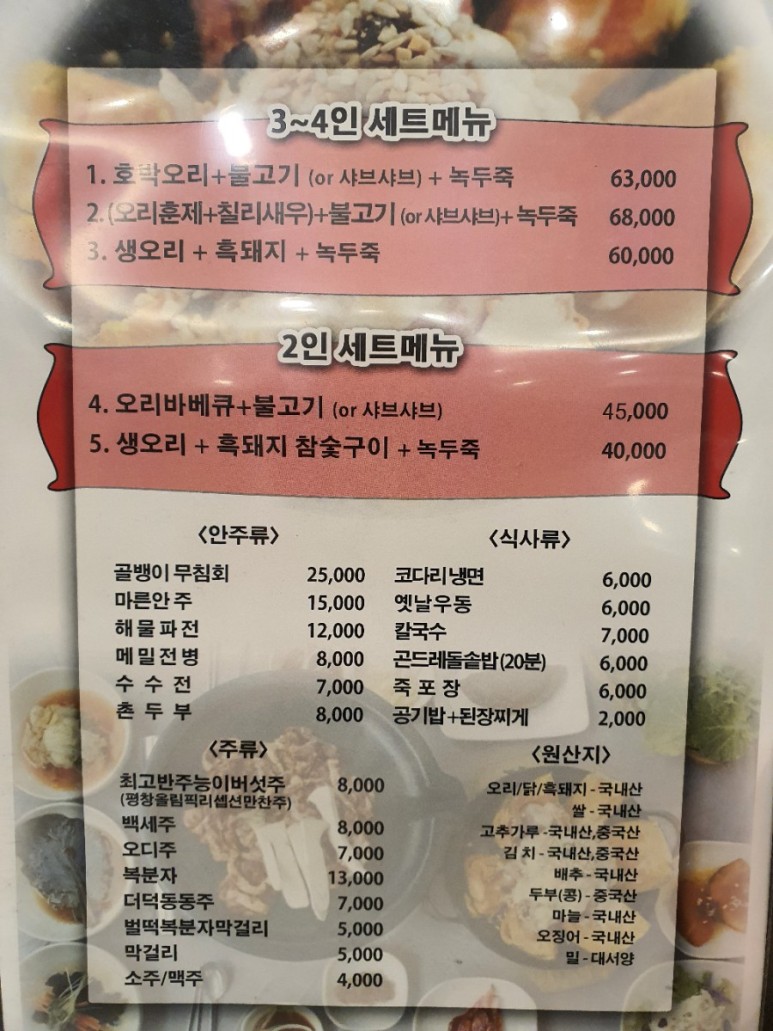 3~4인 세트메뉴
1. 호박오리+불고기 (or 샤브샤브) + 녹두죽 63,000
2. (오리훈제+칠리새우)+불고기 (or 샤브샤브)+ 녹두죽 68,000
3. 생오리 + 흑돼지 + 녹두죽 60,000
2인 세트메뉴
4. 오리바베큐+불고기 (or 샤브샤브) 45,000
5. 생오리 + 흑돼지 참숯구이 + 녹두죽 40,000
<안주류>
골뱅이 무침회 25,000
마른안 주 15,000
해 물 파 전 12,000
메 밀 전 병 8,000
수 수 전 7,000
촌 두 부 8,000
<식사류>
코다리 냉면 6,000
옛날우동 6,000
칼국수 7,000
곤드레돌솥밥(20분) 6,000
죽 포 장 6,000
공기밥+된장찌게 2,000
<주류>
최고반주능이버섯주 8,000
(평창올림픽리셉션만찬주)
백세주 8,000
오디주 7,000
복분자 13,000
더덕동동주 7,000
벌떡복분자막걸리 5,000
막걸리 5,000
소주/맥주 4,000
<원산지>
오리/닭/흑돼지 - 국내산
쌀 - 국내산
고추가루 -국내산,중국산
김 치 - 국내산,중국산
배추 - 국내산
두부(콩) - 중국산
마늘 - 국내산
오징어 - 국내산
밀 - 대서양